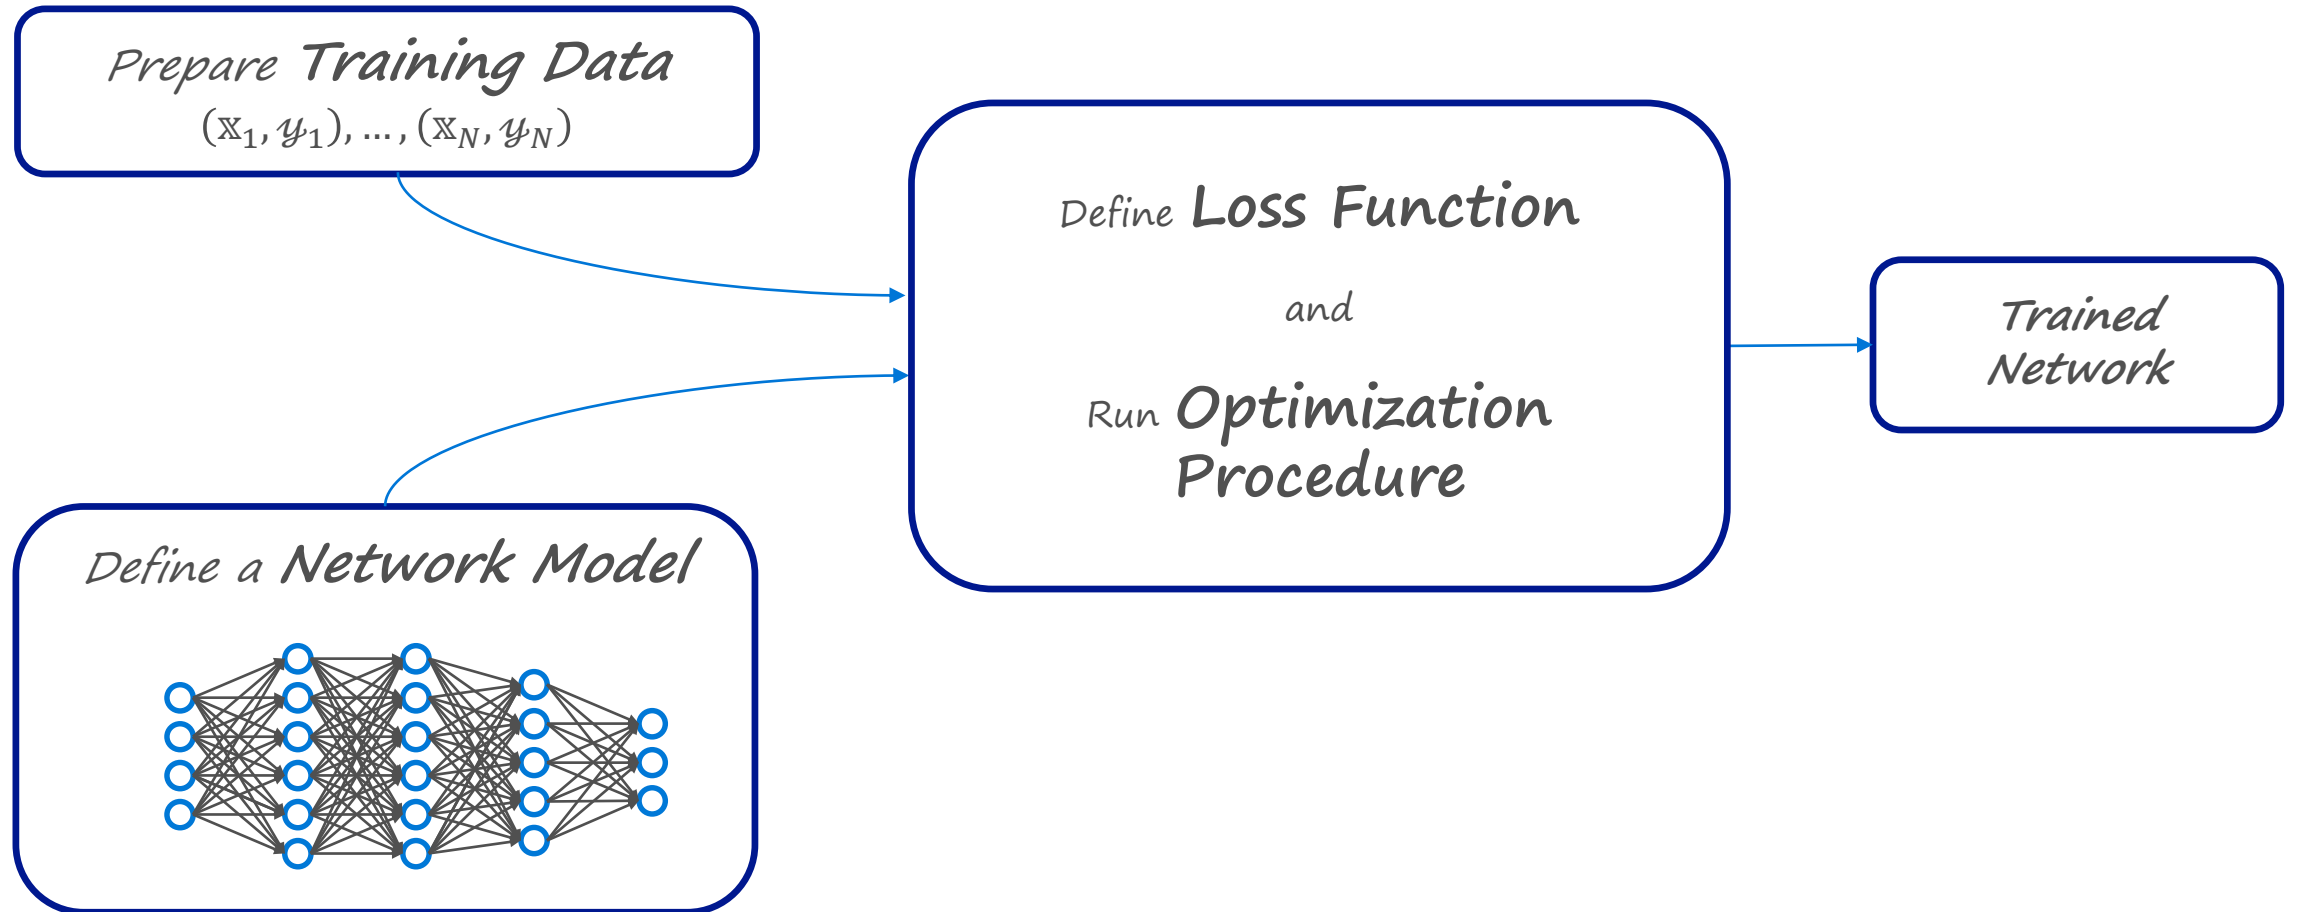 Prepare Training Data
(𝕩₁, 𝓎₁), … , (𝕩_N, 𝓎_N)
Define Loss Function
and
Run Optimization
Procedure
Trained
Network
Define a Network Model